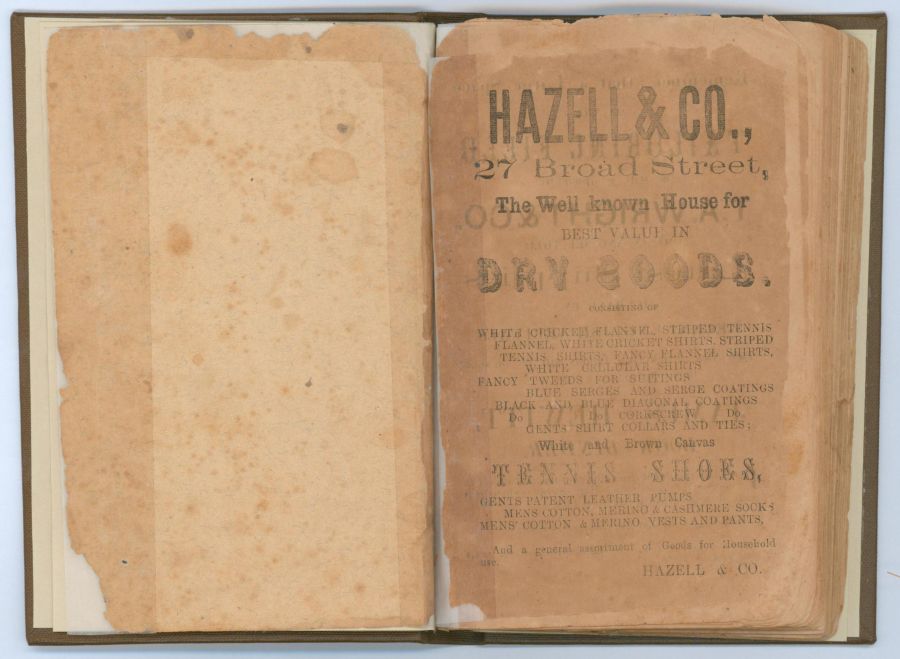 HAZELL & CO.,
27 Broad Street,
The Well known House for
BEST VALUE IN
DRY GOODS.
CONSISTING OF
WHITE CRICKET FLANNEL, STRIPED TENNIS
FLANNEL, WHITE CRICKET SHIRTS. STRIPED
TENNIS SHIRTS, FANCY FLANNEL SHIRTS,
WHITE CELLULAR SHIRTS
FANCY TWEEDS FOR SUITINGS
BLUE SERGES AND SERGE COATINGS
BLACK AND BLUE DIAGONAL COATINGS
Do Do CORKSCREW Do.
GENTS SHIRT COLLARS AND TIES;
White and Brown Canvas
TENNIS SHOES,
GENTS PATENT LEATHER PUMPS
MENS COTTON, MERINO & CASHMERE SOCKS
MENS' COTTON & MERINO VESTS AND PANTS,
And a general assortment of Goods for Household
use.
HAZELL & CO.